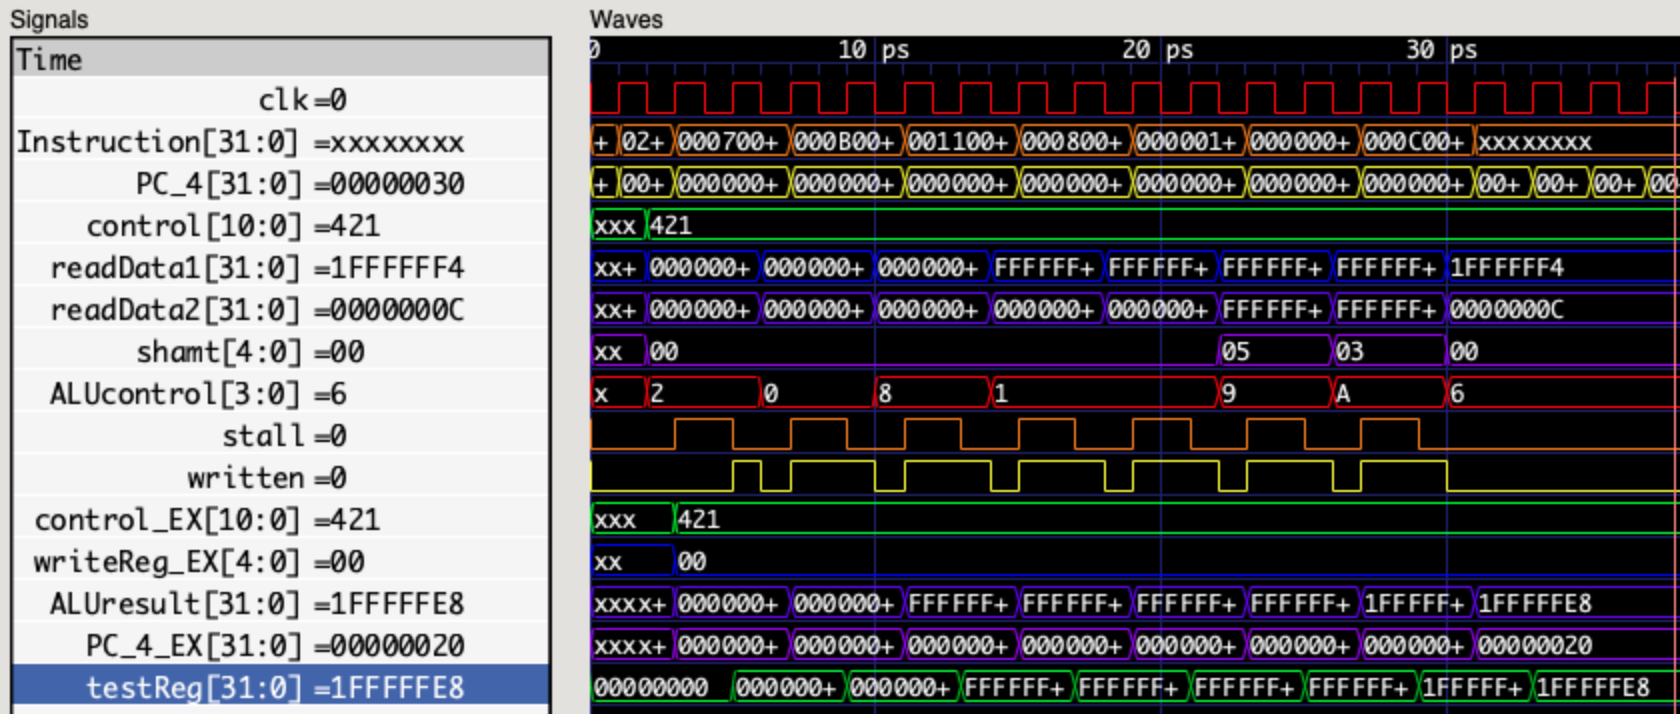 Signals Waves
Time 0 10 ps 20 ps 30 ps
clk=0
Instruction[31:0] =xxxxxxxx + 02+ 000700+ 000B00+ 001100+ 000800+ 000001+ 000000+ 000C00+ xxxxxxxx
PC_4[31:0] =00000030 + 00+ 000000+ 000000+ 000000+ 000000+ 000000+ 000000+ 000000+ 00+ 00+ 00+ 00
control[10:0] =421 xxx 421
readData1[31:0] =1FFFFFF4 xx+ 000000+ 000000+ 000000+ FFFFFF+ FFFFFF+ FFFFFF+ FFFFFF+ 1FFFFFF4
readData2[31:0] =0000000C xx+ 000000+ 000000+ 000000+ 000000+ 000000+ FFFFFF+ FFFFFF+ 0000000C
shamt[4:0] =00 xx 00 05 03 00
ALUcontrol[3:0] =6 x 2 0 8 1 9 A 6
stall =0
written =0
control_EX[10:0] =421 xxx 421
writeReg_EX[4:0] =00 xx 00
ALUresult[31:0] =1FFFFFE8 xxxx+ 000000+ 000000+ FFFFFF+ FFFFFF+ FFFFFF+ FFFFFF+ 1FFFFF+ 1FFFFFE8
PC_4_EX[31:0] =00000020 xxxx+ 000000+ 000000+ 000000+ 000000+ 000000+ 000000+ 000000+ 00000020
testReg[31:0] =1FFFFFE8 00000000 000000+ 000000+ FFFFFF+ FFFFFF+ FFFFFF+ FFFFFF+ 1FFFFF+ 1FFFFFE8